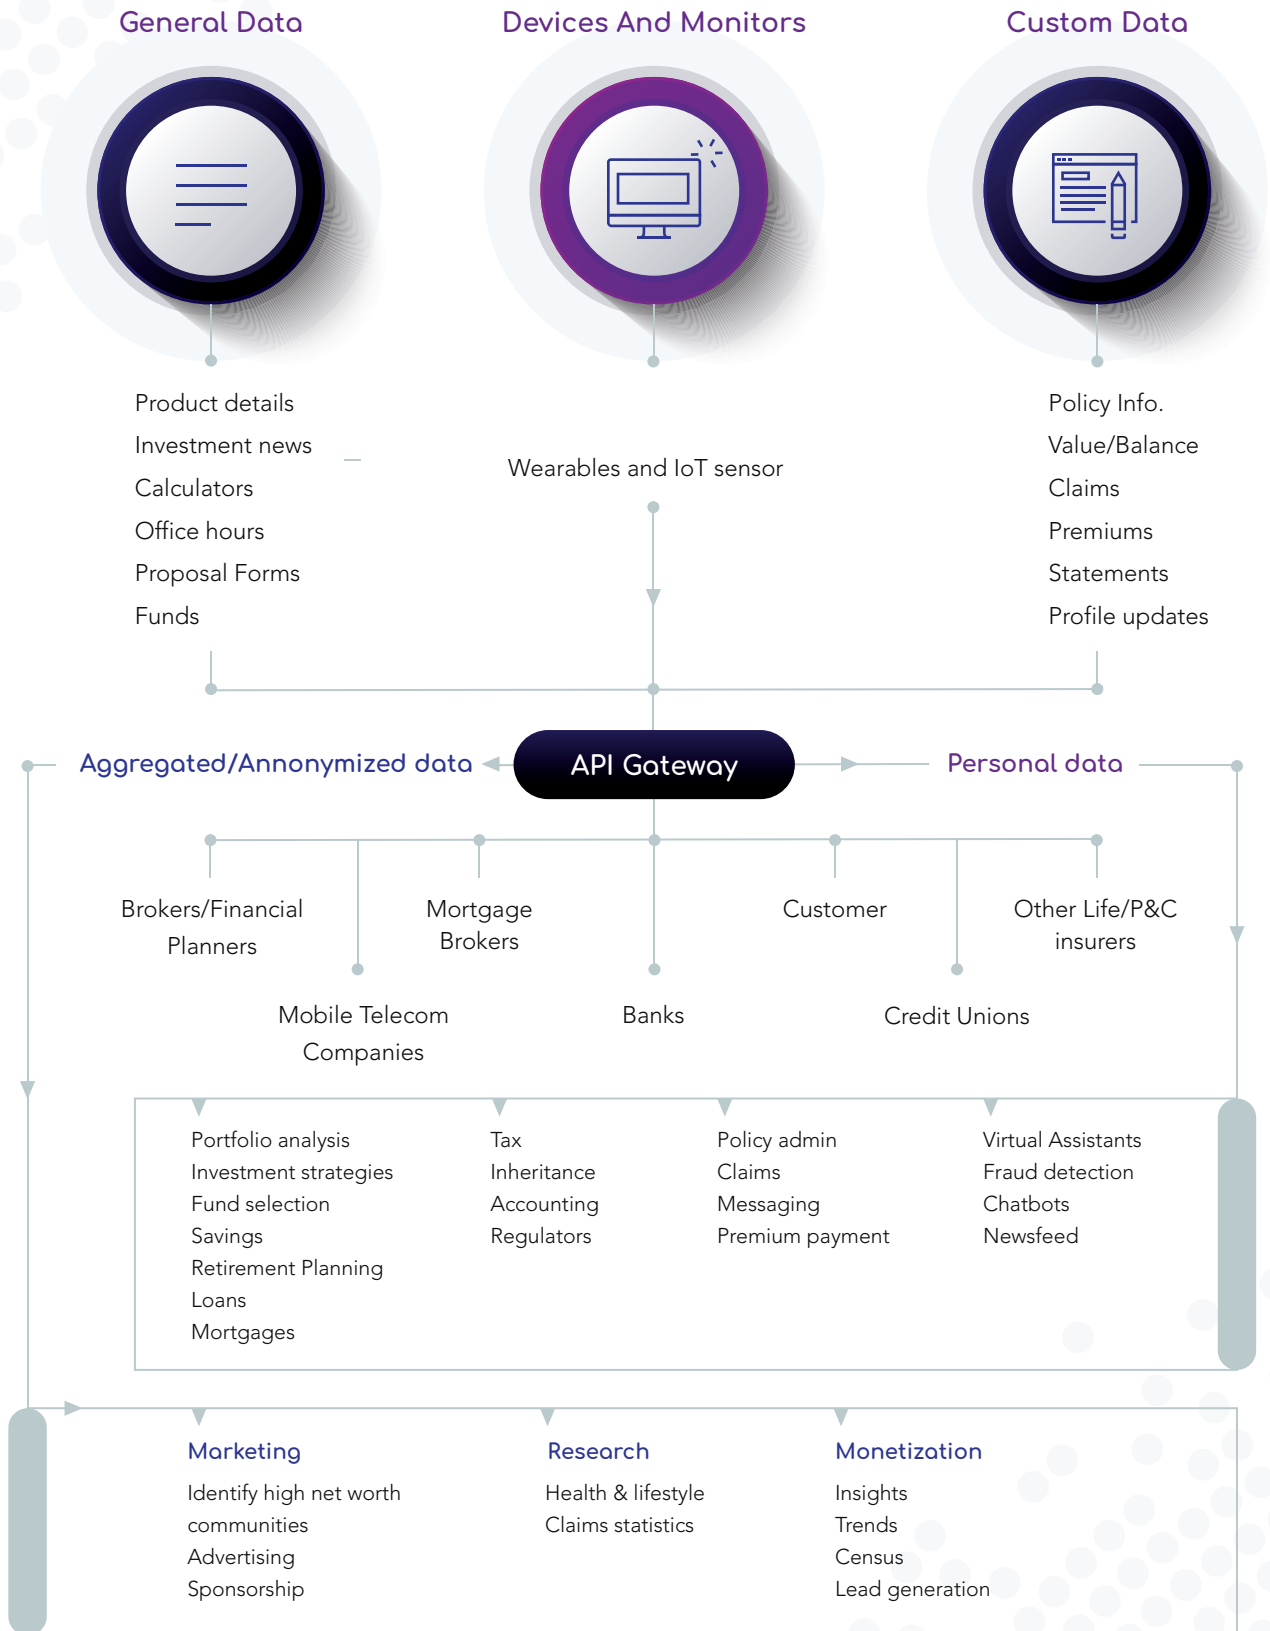 General Data
Devices And Monitors
Custom Data
Product details
Investment news
Calculators
Office hours
Proposal Forms
Funds
Wearables and IoT sensor
Policy Info.
Value/Balance
Claims
Premiums
Statements
Profile updates
Aggregated/Annonymized data
API Gateway
Personal data
Brokers/Financial
Planners
Mortgage
Brokers
Customer
Other Life/P&C
insurers
Mobile Telecom
Companies
Banks
Credit Unions
Portfolio analysis
Investment strategies
Fund selection
Savings
Retirement Planning
Loans
Mortgages
Tax
Inheritance
Accounting
Regulators
Policy admin
Claims
Messaging
Premium payment
Virtual Assistants
Fraud detection
Chatbots
Newsfeed
Marketing
Identify high net worth
communities
Advertising
Sponsorship
Research
Health & lifestyle
Claims statistics
Monetization
Insights
Trends
Census
Lead generation